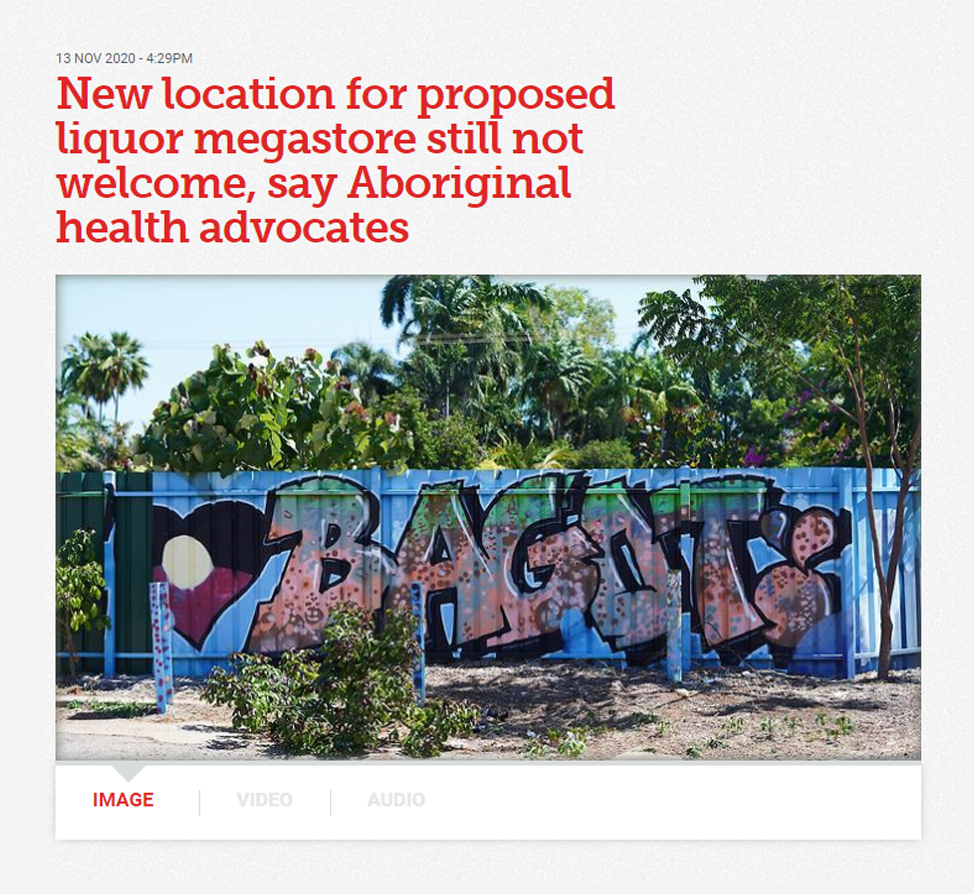 13 NOV 2020 - 4:29PM
New location for proposed
liquor megastore still not
welcome, say Aboriginal
health advocates
BAGOT
IMAGE
VIDEO
AUDIO